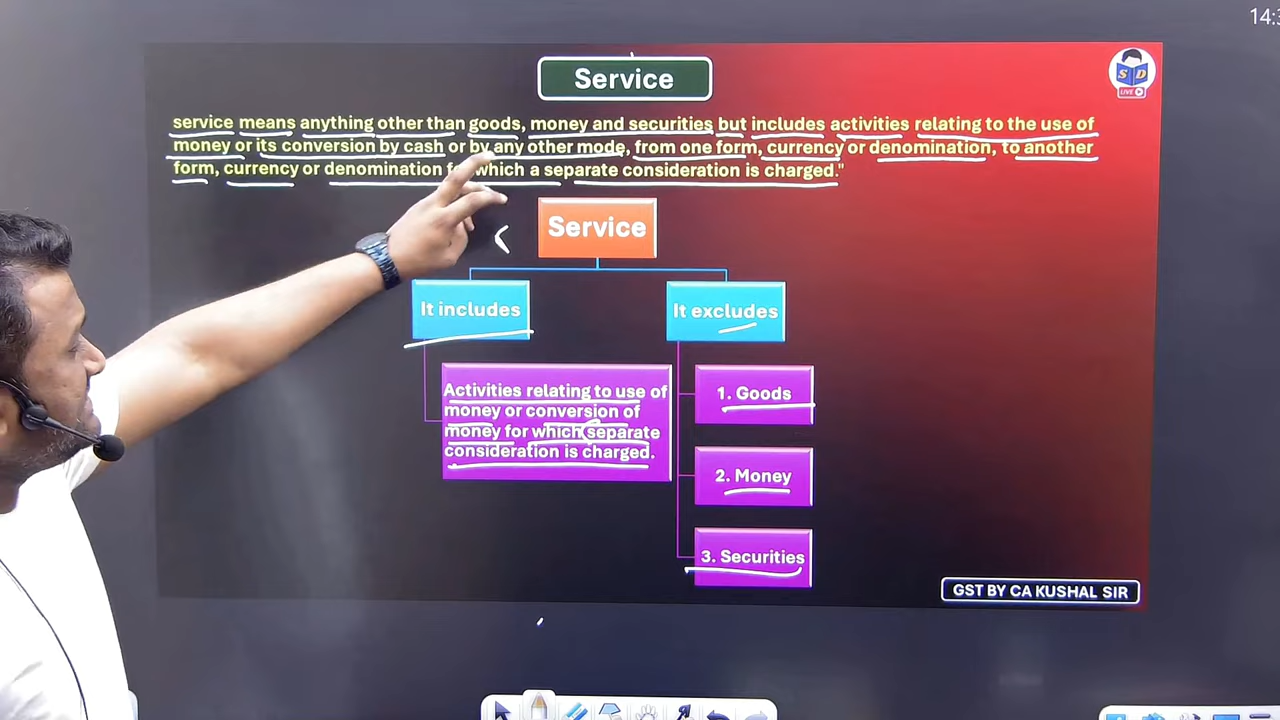 14:3
Service
S D
LIVE
service means anything other than goods, money and securities but includes activities relating to the use of
money or its conversion by cash or by any other mode, from one form, currency or denomination, to another
form, currency or denomination which a separate consideration is charged."
Service
It includes
It excludes
Activities relating to use of
money or conversion of
money for which separate
consideration is charged.
1. Goods
2. Money
3. Securities
GST BY CA KUSHAL SIR